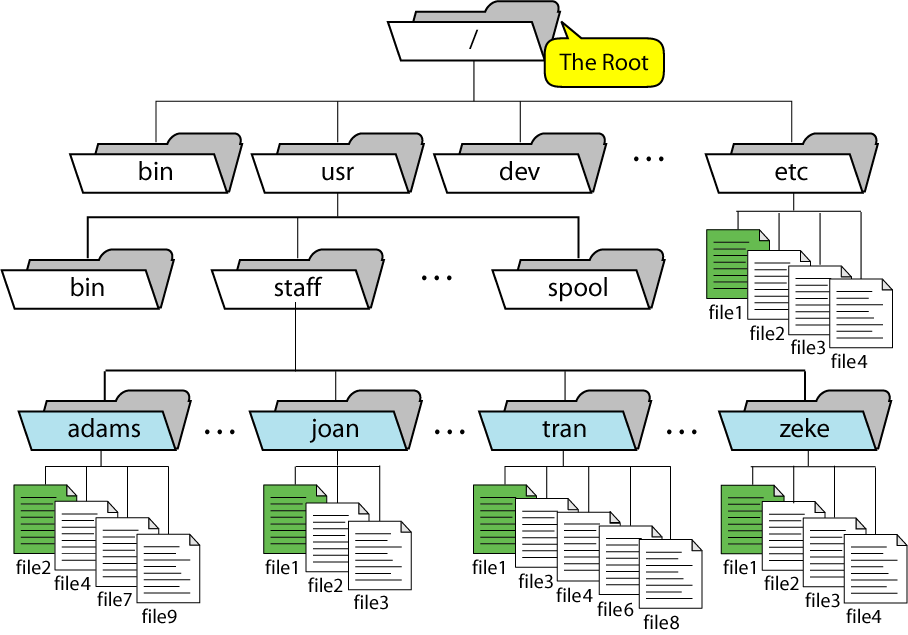 /
The Root
bin
usr
dev
...
etc
bin
staff
...
spool
file1
file2
file3
file4
adams
...
joan
...
tran
...
zeke
file2
file4
file7
file9
file1
file2
file3
file1
file3
file4
file6
file8
file1
file2
file3
file4